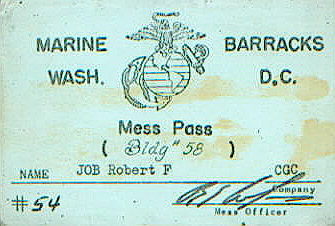 MARINE BARRACKS
WASH. D.C.
Mess Pass
( Bldg # 58 )
NAME JOB Robert F CGC
Company
#54
Mess Officer